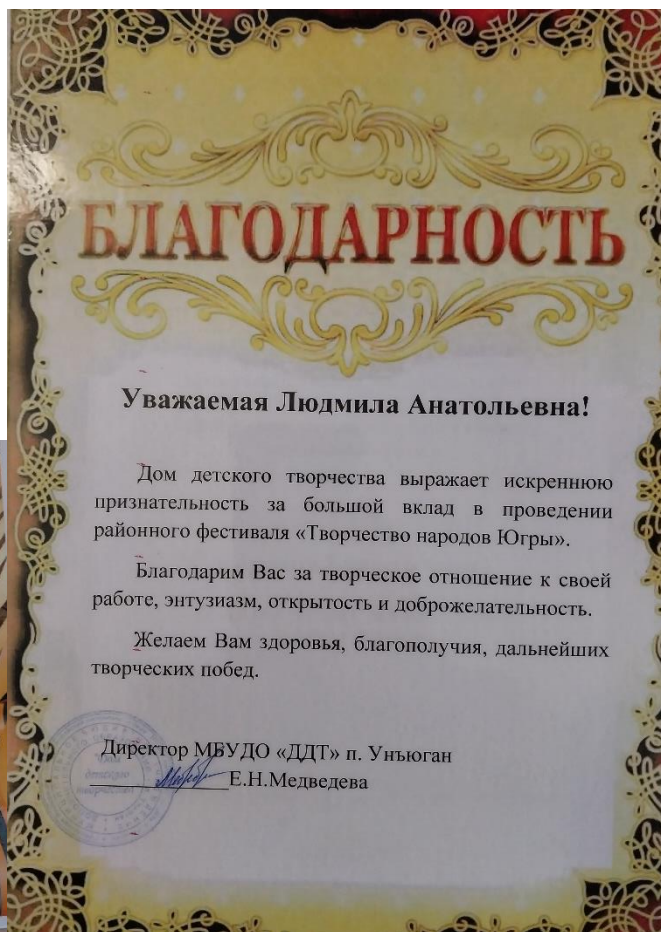 БЛАГОДАРНОСТЬ
Уважаемая Людмила Анатольевна!
Дом детского творчества выражает искреннюю
признательность за большой вклад в проведении
районного фестиваля «Творчество народов Югры».
Благодарим Вас за творческое отношение к своей
работе, энтузиазм, открытость и доброжелательность.
Желаем Вам здоровья, благополучия, дальнейших
творческих побед.
Директор МБУДО «ДДТ» п. Унъюган
Е.Н.Медведева